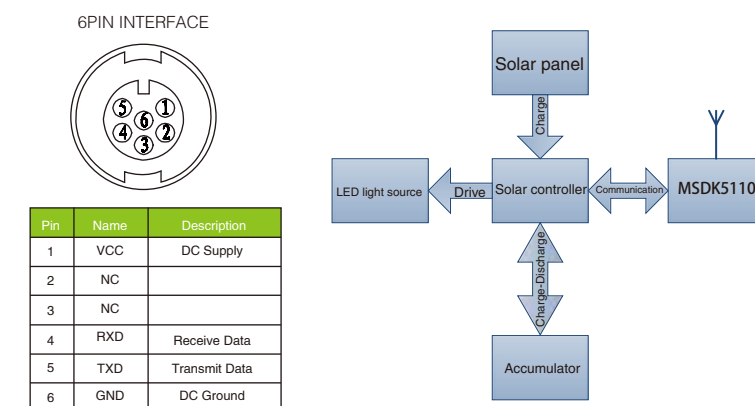 6PIN INTERFACE
5 1
6
4 2
3
Pin Name Description
1 VCC DC Supply
2 NC
3 NC
4 RXD Receive Data
5 TXD Transmit Data
6 GND DC Ground
Solar panel
Charge
LED light source
Drive
Solar controller
Communication
MSDK5110
Charge-Discharge
Accumulator